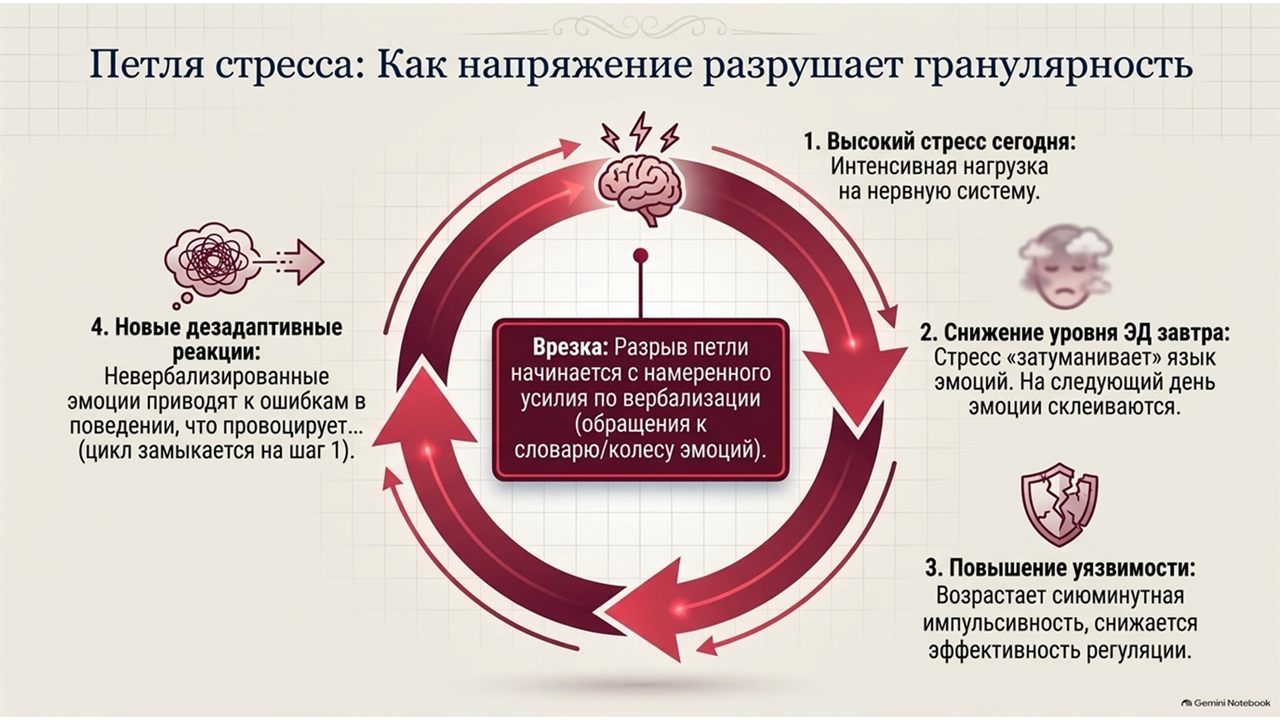 Петля стресса: Как напряжение разрушает гранулярность
1. Высокий стресс сегодня:
Интенсивная нагрузка
на нервную систему.
2. Снижение уровня ЭД завтра:
Стресс «затуманивает» язык
эмоций. На следующий день
эмоции склеиваются.
3. Повышение уязвимости:
Возрастает сиюминутная
импульсивность, снижается
эффективность регуляции.
4. Новые дезадаптивные
реакции:
Невербализированные
эмоции приводят к ошибкам в
поведении, что провоцирует...
(цикл замыкается на шаг 1).
Врезка: Разрыв петли
начинается с намеренного
усилия по вербализации
(обращения к
словарю/колесу эмоций).
Gemini Notebook